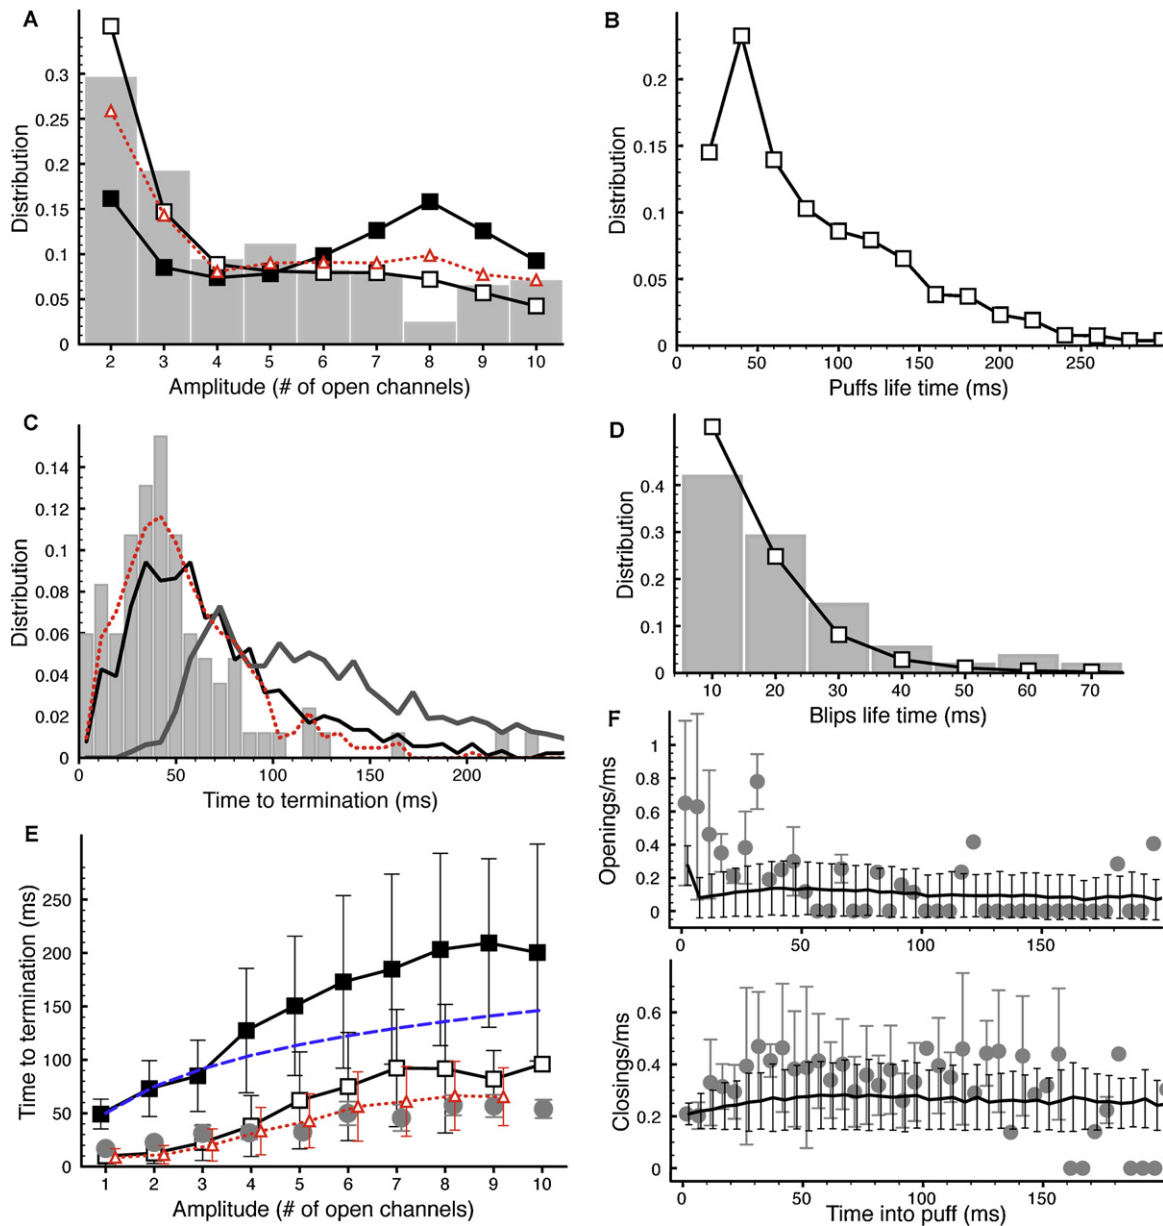 A
Distribution
0.3
0.25
0.2
0.15
0.1
0.05
0
2 3 4 5 6 7 8 9 10
Amplitude (# of open channels)
B
Distribution
0.2
0.15
0.1
0.05
0
0 50 100 150 200 250
Puffs life time (ms)
C
Distribution
0.14
0.12
0.1
0.08
0.06
0.04
0.02
0
0 50 100 150 200
Time to termination (ms)
D
Distribution
0.4
0.3
0.2
0.1
0
10 20 30 40 50 60 70
Blips life time (ms)
E
Time to termination (ms)
250
200
150
100
50
0
1 2 3 4 5 6 7 8 9 10
Amplitude (# of open channels)
F
Openings/ms
1
0.8
0.6
0.4
0.2
0
0 50 100 150
Closings/ms
0.6
0.4
0.2
0
0 50 100 150
Time into puff (ms)